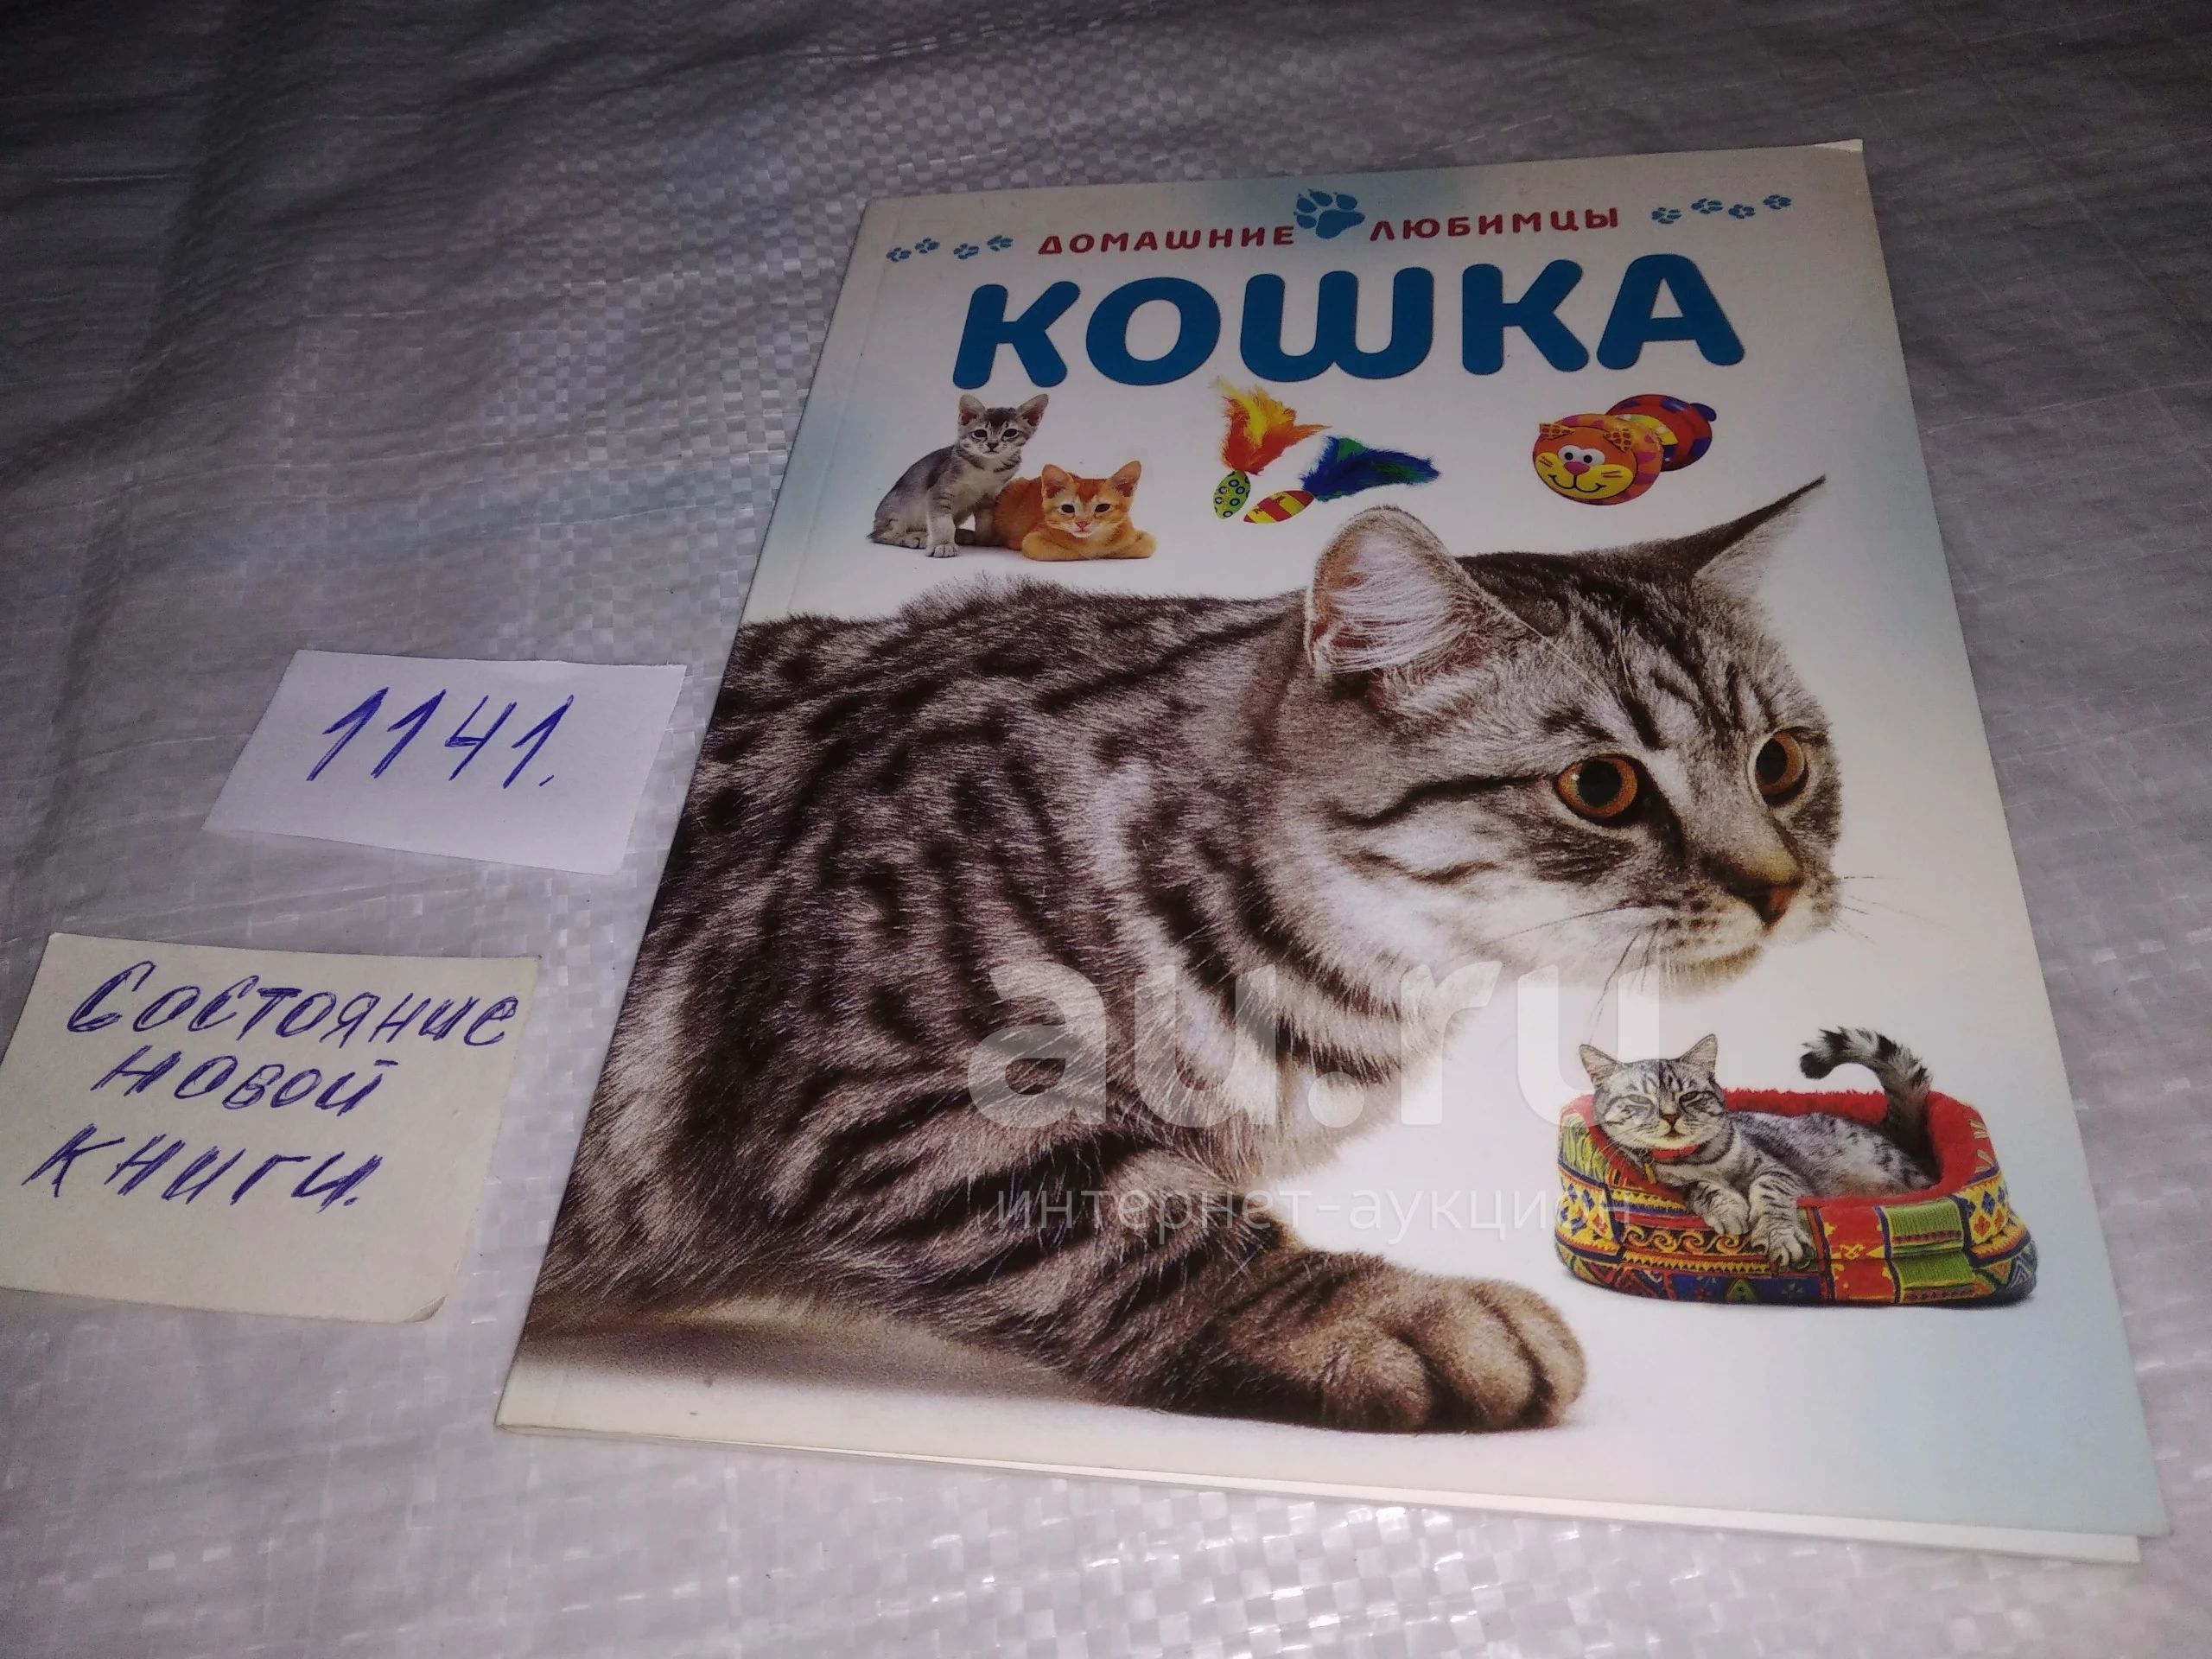 ДОМАШНИЕ ЛЮБИМЦЫ
КОШКА
1141.
Состояние
новой
книги.
au.ru
интернет-аукцион